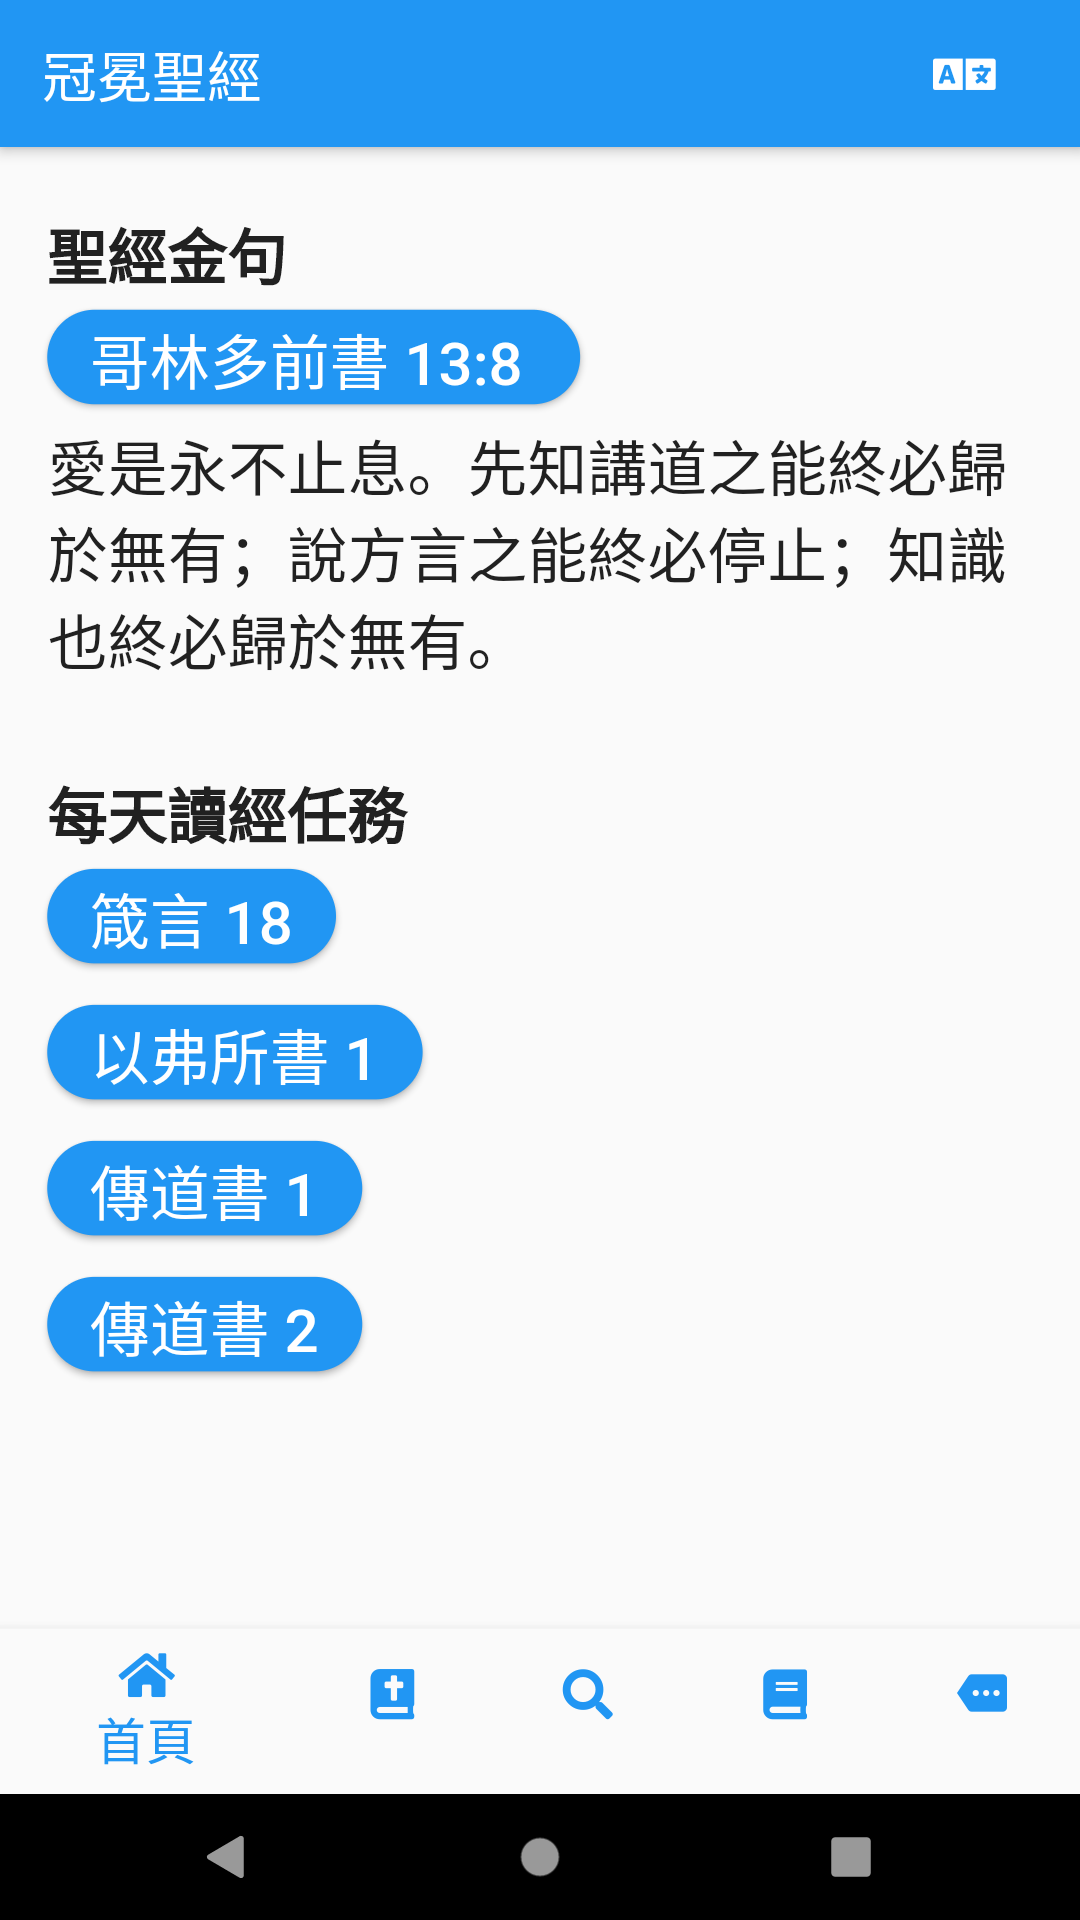 冠冕聖經
A 文
聖經金句
哥林多前書 13:8
愛是永不止息。先知講道之能終必歸
於無有；說方言之能終必停止；知識
也終必歸於無有。
每天讀經任務
箴言 18
以弗所書 1
傳道書 1
傳道書 2
首頁